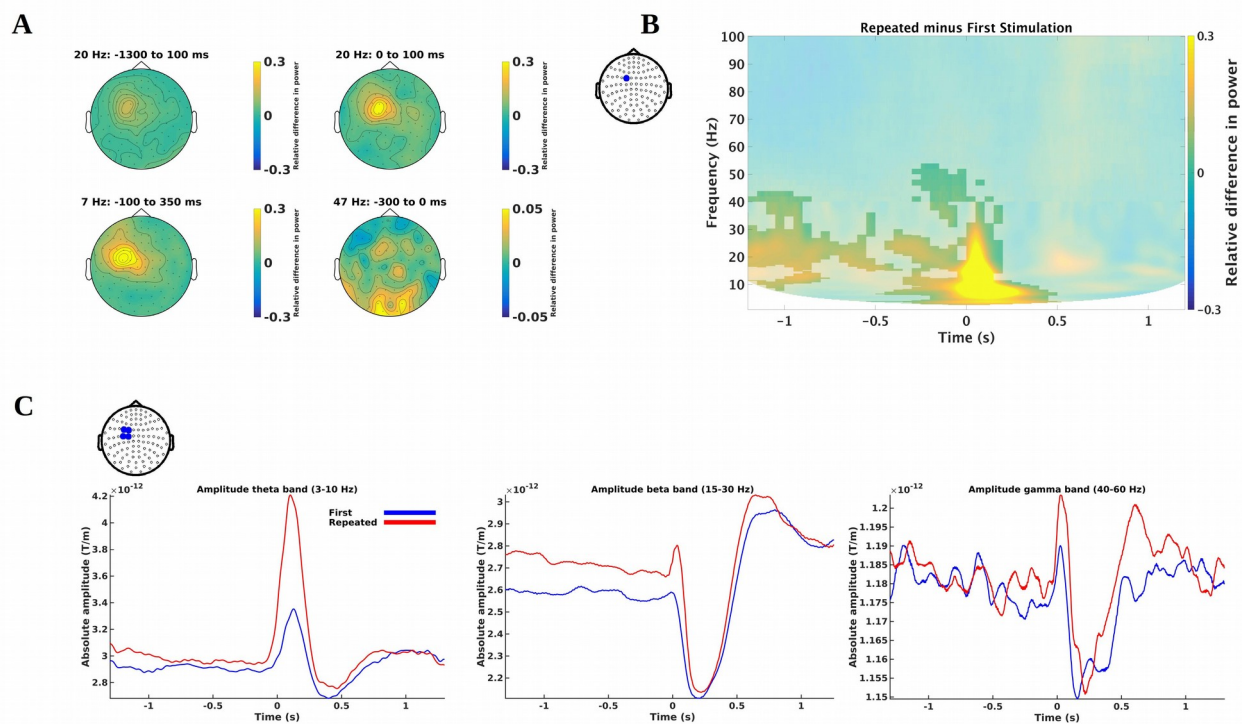 A
20 Hz: -1300 to 100 ms
0.3
0
-0.3
Relative difference in power
20 Hz: 0 to 100 ms
0.3
0
-0.3
Relative difference in power
7 Hz: -100 to 350 ms
0.3
0
-0.3
Relative difference in power
47 Hz: -300 to 0 ms
0.05
0
-0.05
Relative difference in power
B
Repeated minus First Stimulation
Frequency (Hz)
100
90
80
70
60
50
40
30
20
10
-1
-0.5
0
0.5
1
Time (s)
0.3
0
-0.3
Relative difference in power
C
Amplitude theta band (3-10 Hz)
×10⁻¹²
Absolute amplitude (T/m)
4.2
4
3.8
3.6
3.4
3.2
3
2.8
-1
-0.5
0
0.5
1
Time (s)
First
Repeated
Amplitude beta band (15-30 Hz)
×10⁻¹²
Absolute amplitude (T/m)
3
2.9
2.8
2.7
2.6
2.5
2.4
2.3
2.2
-1
-0.5
0
0.5
1
Time (s)
Amplitude gamma band (40-60 Hz)
×10⁻¹²
Absolute amplitude (T/m)
1.2
1.195
1.19
1.185
1.18
1.175
1.17
1.165
1.16
1.155
1.15
-1
-0.5
0
0.5
1
Time (s)